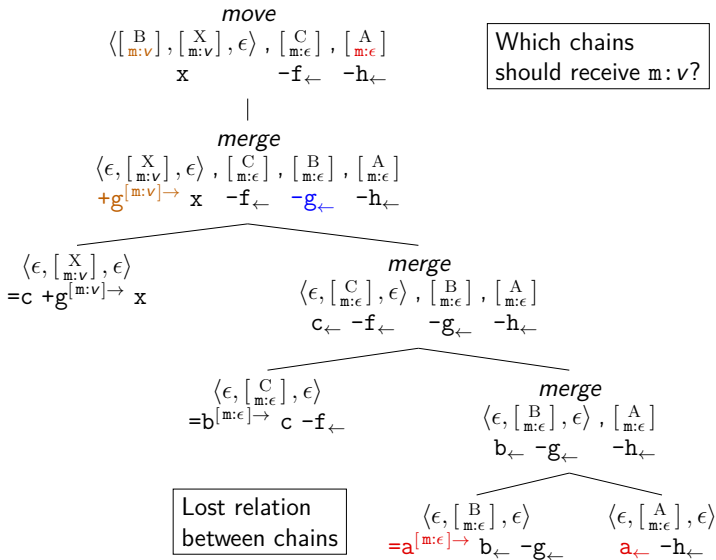 move
⟨[ B m:v ], [ X m:v ], ϵ⟩ , [ C m:ϵ ] , [ A m:ϵ ]
x -f← -h←
Which chains
should receive m:v?
merge
⟨ϵ, [ X m:v ], ϵ⟩ , [ C m:ϵ ] , [ B m:ϵ ] , [ A m:ϵ ]
+g[m:v]→ x -f← -g← -h←
⟨ϵ, [ X m:v ], ϵ⟩
=c +g[m:v]→ x
merge
⟨ϵ, [ C m:ϵ ], ϵ⟩ , [ B m:ϵ ] , [ A m:ϵ ]
c← -f← -g← -h←
⟨ϵ, [ C m:ϵ ], ϵ⟩
=b[m:ϵ]→ c -f←
merge
⟨ϵ, [ B m:ϵ ], ϵ⟩ , [ A m:ϵ ]
b← -g← -h←
Lost relation
between chains
⟨ϵ, [ B m:ϵ ], ϵ⟩ ⟨ϵ, [ A m:ϵ ], ϵ⟩
=a[m:ϵ]→ b← -g← a← -h←